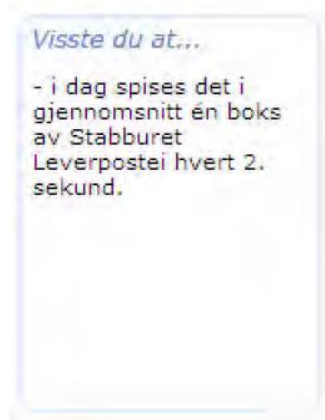 Visste du at...
- i dag spises det i
gjennomsnitt én boks
av Stabburet
Leverpostei hvert 2.
sekund.